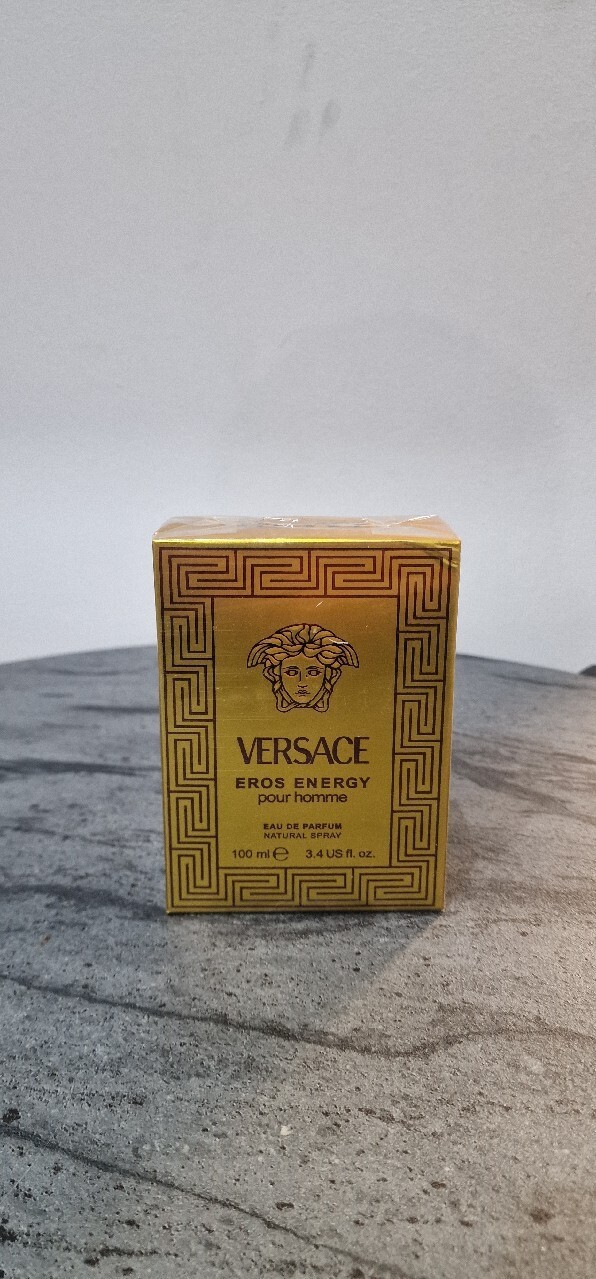 VERSACE
EROS ENERGY
pour homme
EAU DE PARFUM
NATURAL SPRAY
100 ml ℮ 3.4 US fl. oz.